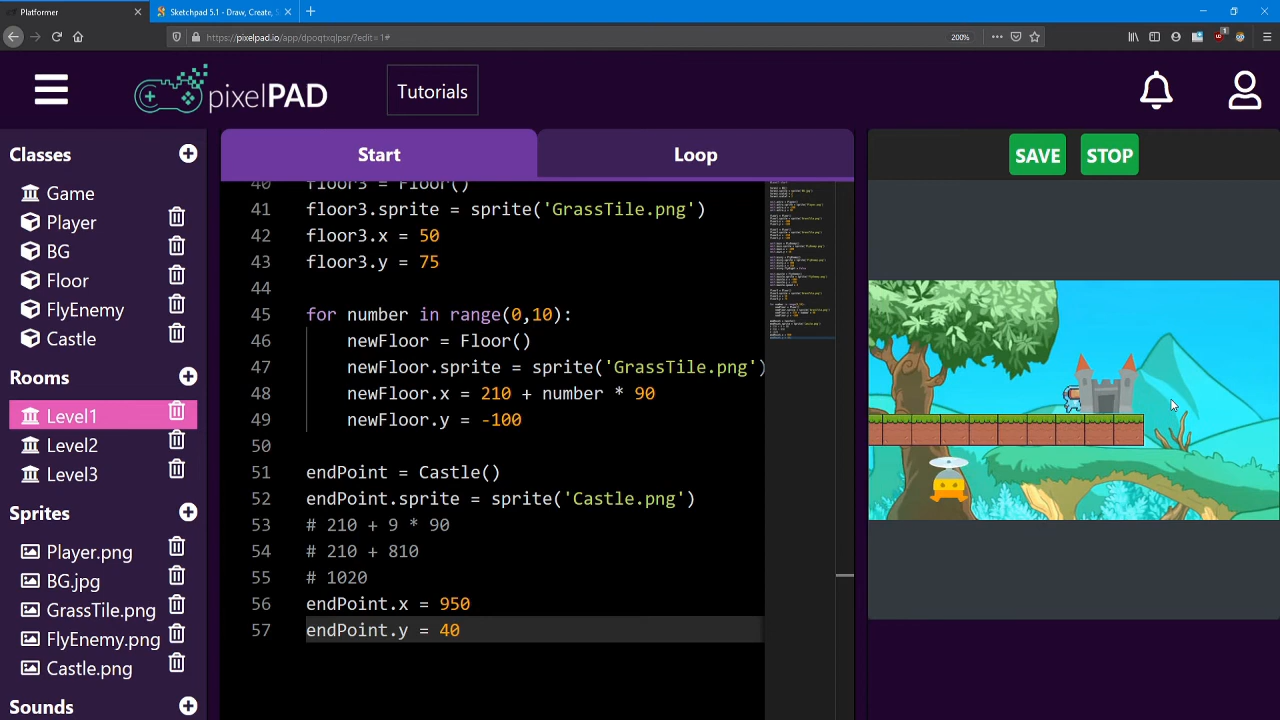 Platformer
Sketchpad 5.1 - Draw, Create, S
https://pixelpad.io/app/dpoqtxqlpsr/?edit=1#
200%
1
pixelPAD
Tutorials
Classes
Start
Loop
SAVE
STOP
Game
Player
BG
Floor
FlyEnemy
Castle
Rooms
Level1
Level2
Level3
Sprites
Player.png
BG.jpg
GrassTile.png
FlyEnemy.png
Castle.png
Sounds
40 floor3 = Floor()
41 floor3.sprite = sprite('GrassTile.png')
42 floor3.x = 50
43 floor3.y = 75
44
45 for number in range(0,10):
46 newFloor = Floor()
47 newFloor.sprite = sprite('GrassTile.png')
48 newFloor.x = 210 + number * 90
49 newFloor.y = -100
50
51 endPoint = Castle()
52 endPoint.sprite = sprite('Castle.png')
53 # 210 + 9 * 90
54 # 210 + 810
55 # 1020
56 endPoint.x = 950
57 endPoint.y = 40